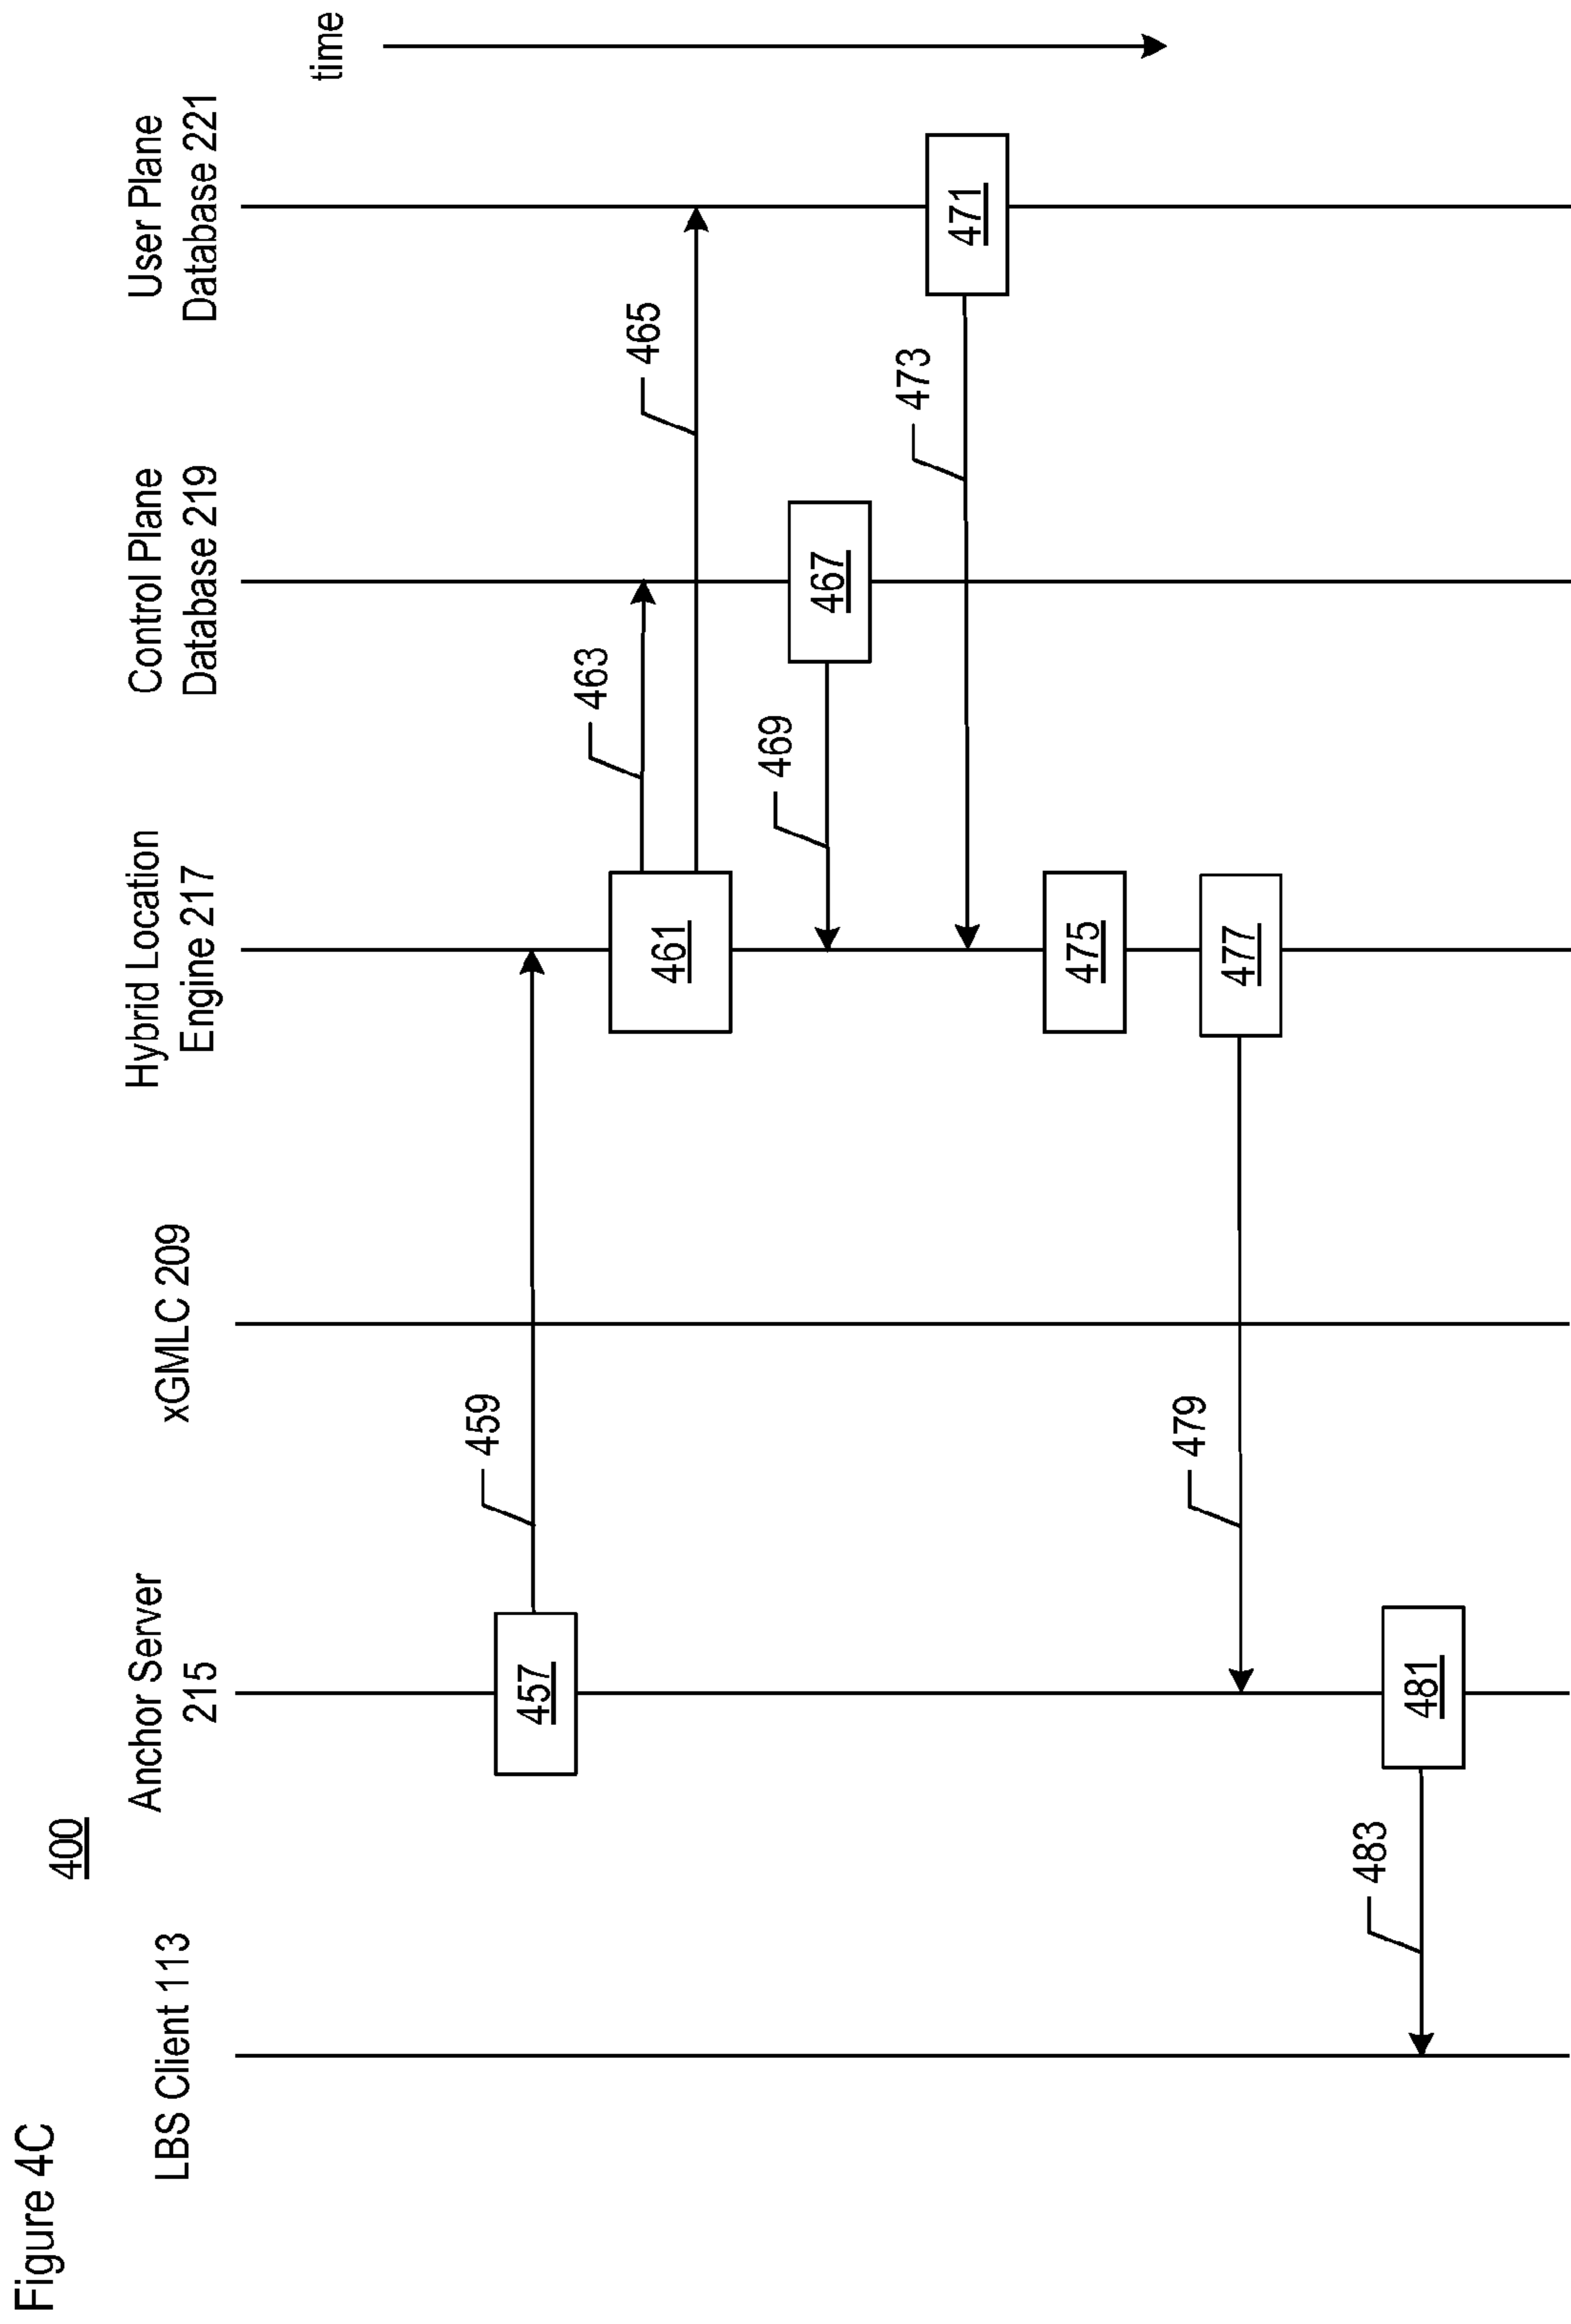 Figure 4C
400
LBS Client 113
Anchor Server
215
xGMLC 209
Hybrid Location
Engine 217
Control Plane
Database 219
User Plane
Database 221
time
457
459
461
463
465
467
469
471
473
475
477
479
481
483